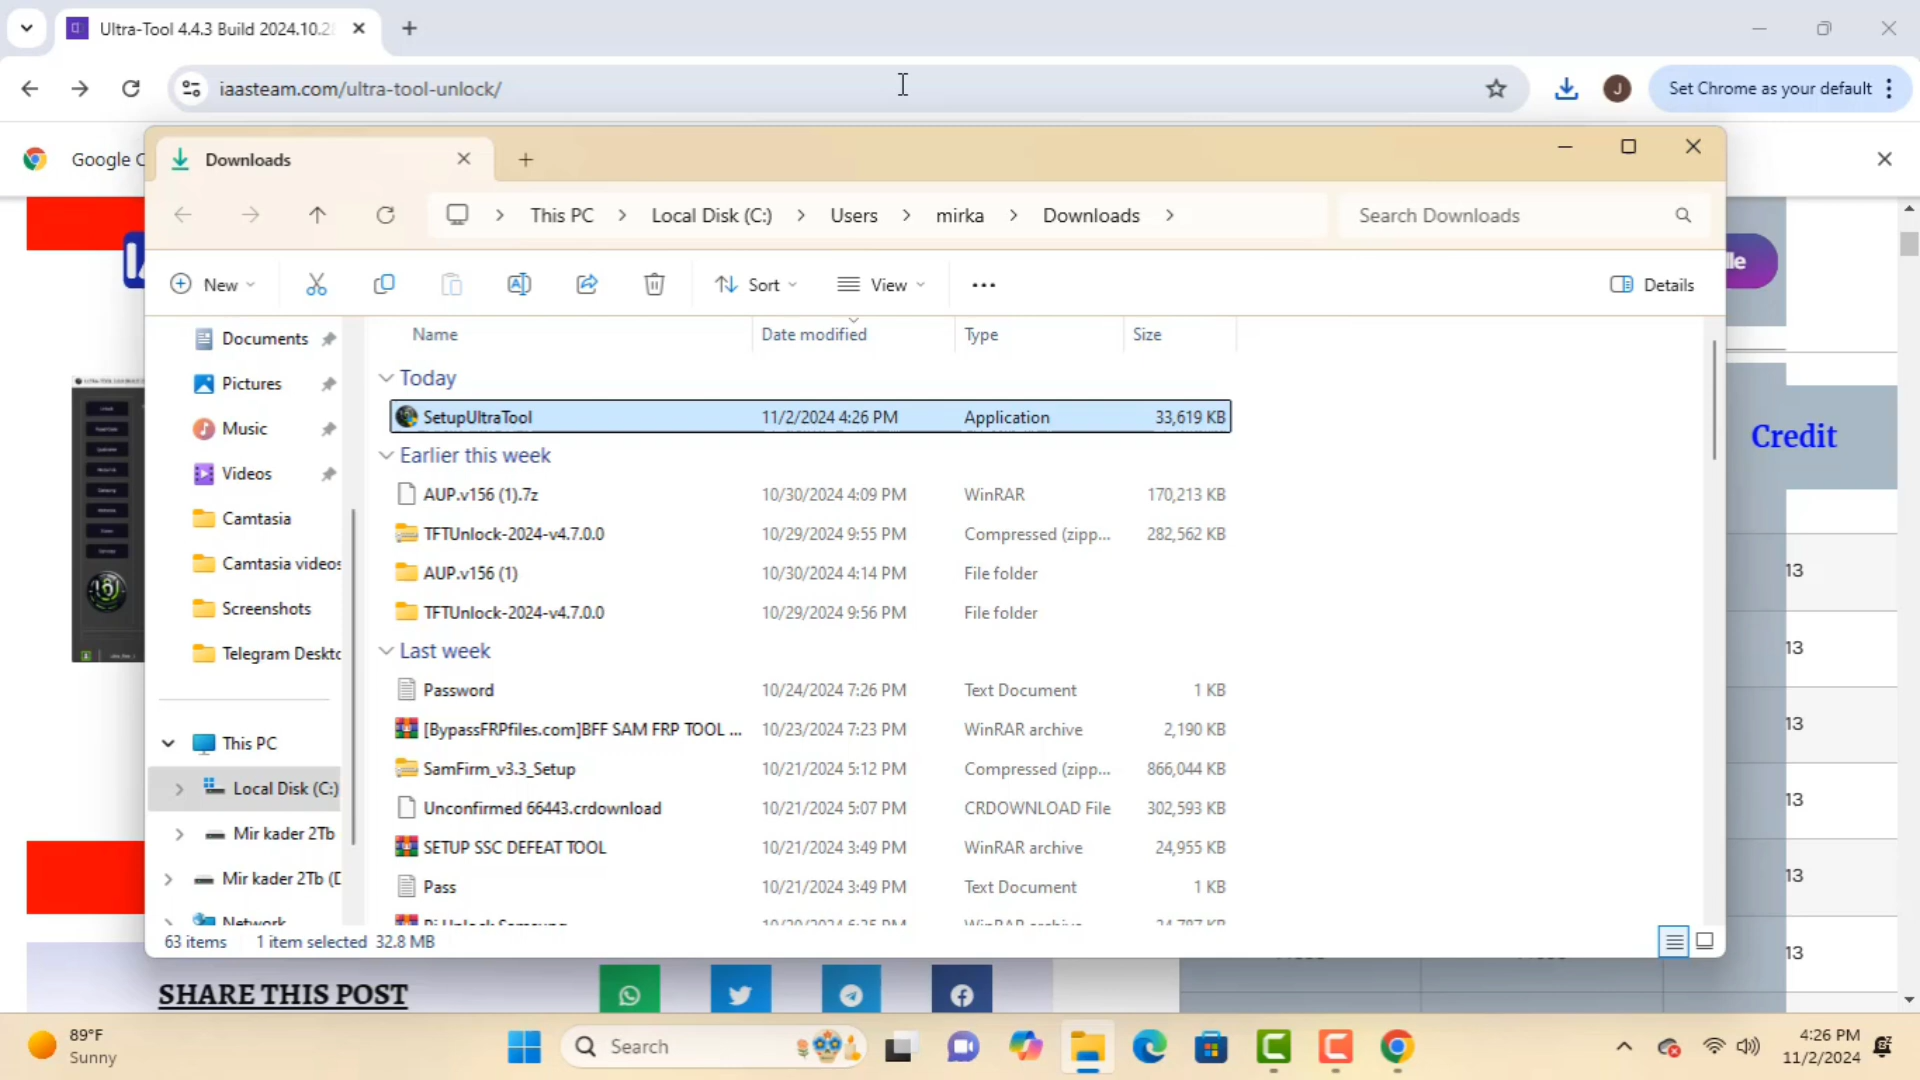 Ultra-Tool 4.4.3 Build 2024.10.2
iaasteam.com/ultra-tool-unlock/
J
Set Chrome as your default
Google C
Downloads
This PC > Local Disk (C:) > Users > mirka > Downloads >
Search Downloads
New
Sort
View
Details
Name Date modified Type Size
Documents
Pictures
Music
Videos
Camtasia
Camtasia videos
Screenshots
Telegram Deskto
This PC
Local Disk (C:)
Mir kader 2Tb
Mir kader 2Tb (D
Network
Today
SetupUltraTool 11/2/2024 4:26 PM Application 33,619 KB
Earlier this week
AUP.v156 (1).7z 10/30/2024 4:09 PM WinRAR 170,213 KB
TFTUnlock-2024-v4.7.0.0 10/29/2024 9:55 PM Compressed (zipp... 282,562 KB
AUP.v156 (1) 10/30/2024 4:14 PM File folder
TFTUnlock-2024-v4.7.0.0 10/29/2024 9:56 PM File folder
Last week
Password 10/24/2024 7:26 PM Text Document 1 KB
[BypassFRPfiles.com]BFF SAM FRP TOOL ... 10/23/2024 7:23 PM WinRAR archive 2,190 KB
SamFirm_v3.3_Setup 10/21/2024 5:12 PM Compressed (zipp... 866,044 KB
Unconfirmed 66443.crdownload 10/21/2024 5:07 PM CRDOWNLOAD File 302,593 KB
SETUP SSC DEFEAT TOOL 10/21/2024 3:49 PM WinRAR archive 24,955 KB
Pass 10/21/2024 3:49 PM Text Document 1 KB
63 items 1 item selected 32.8 MB
le
Credit
13
13
13
13
13
13
SHARE THIS POST
89°F
Sunny
Search
4:26 PM
11/2/2024